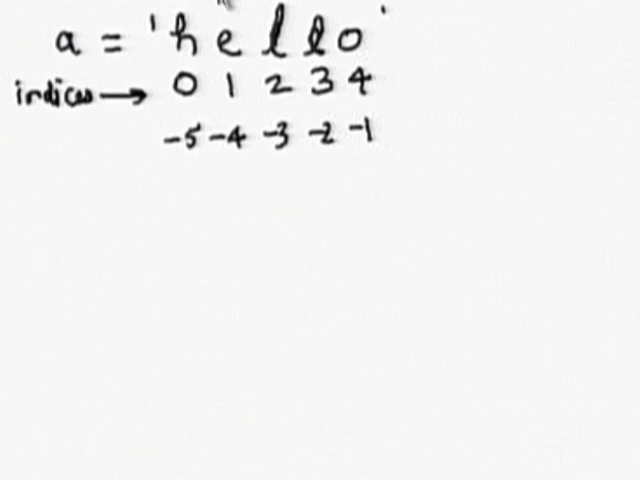 a = 'hello'
indices → 0 1 2 3 4
-5 -4 -3 -2 -1